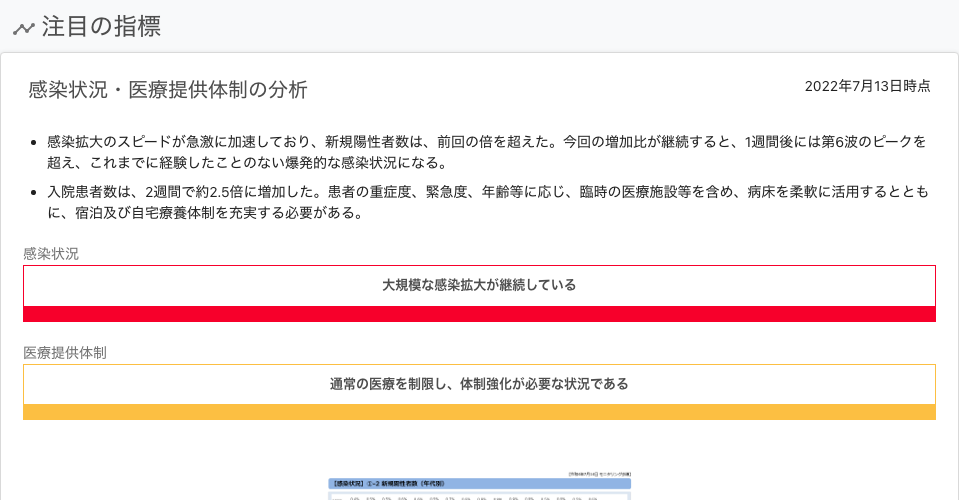 注目の指標
感染状況・医療提供体制の分析
2022年7月13日時点
• 感染拡大のスピードが急激に加速しており、新規陽性者数は、前回の倍を超えた。今回の増加比が継続すると、1週間後には第6波のピークを
超え、これまでに経験したことのない爆発的な感染状況になる。
• 入院患者数は、2週間で約2.5倍に増加した。患者の重症度、緊急度、年齢等に応じ、臨時の医療施設等を含め、病床を柔軟に活用するととも
に、宿泊及び自宅療養体制を充実する必要がある。
感染状況
大規模な感染拡大が継続している
医療提供体制
通常の医療を制限し、体制強化が必要な状況である
【感染状況】①-2 新規陽性者数（年代別）